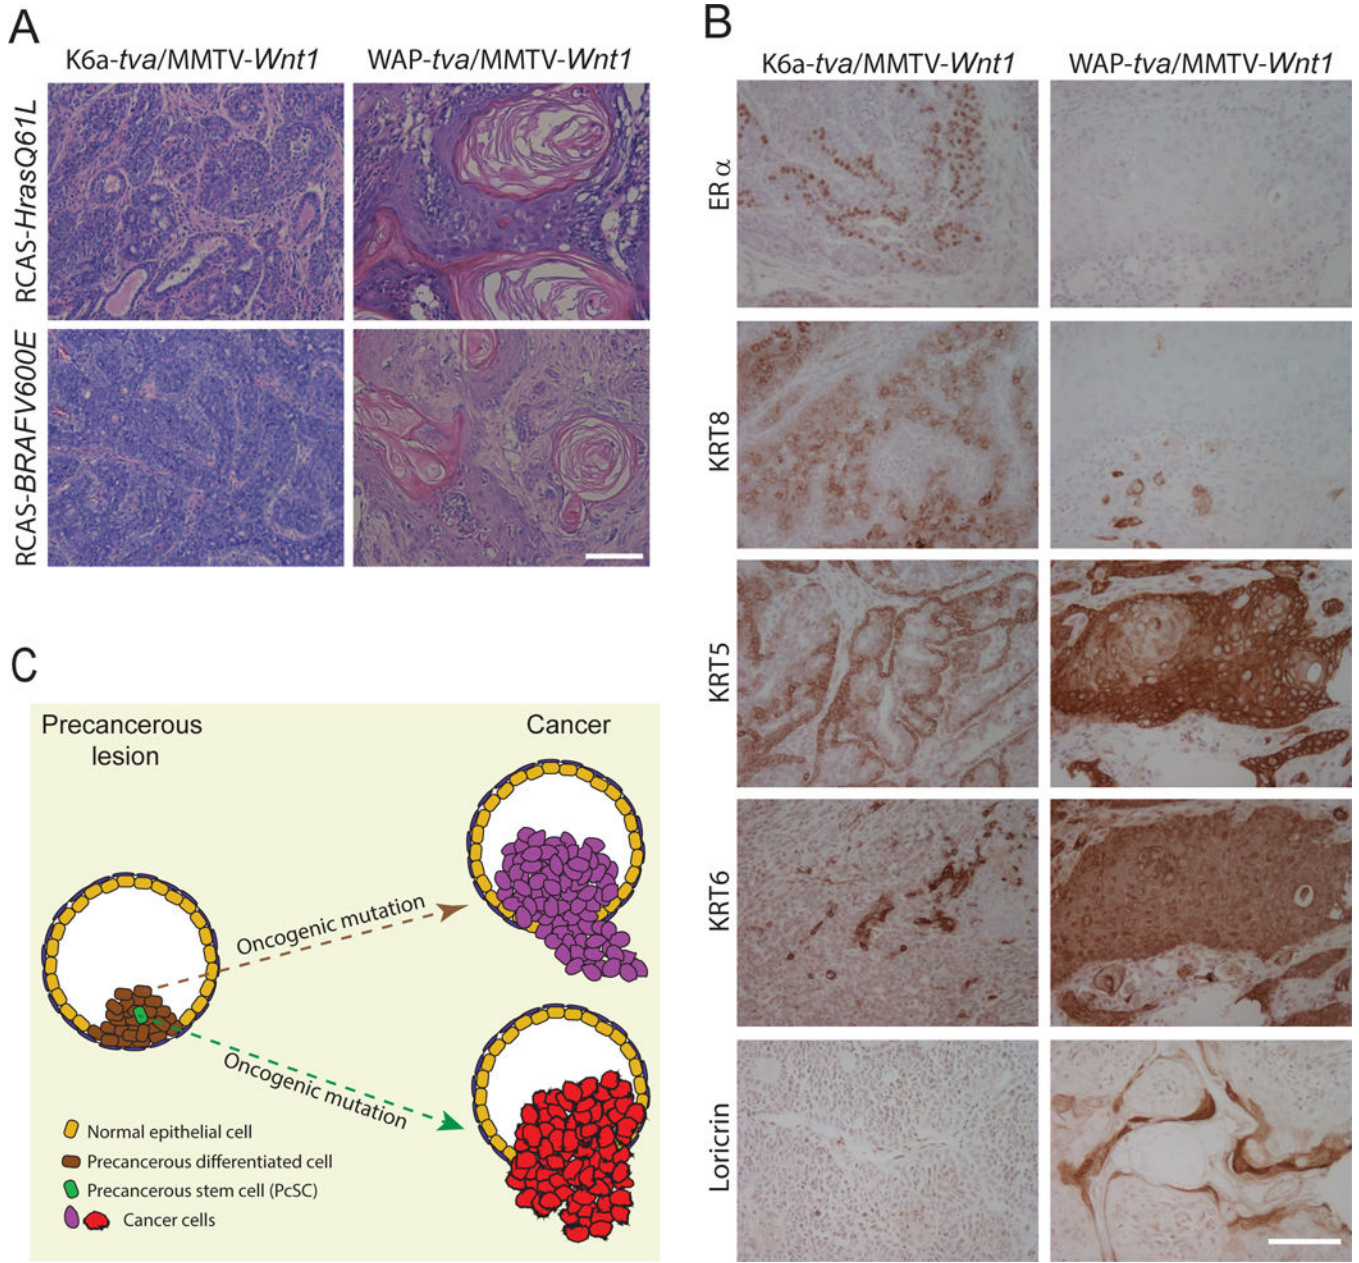 A
K6a-tva/MMTV-Wnt1
WAP-tva/MMTV-Wnt1
RCAS-HrasQ61L
RCAS-BRAFV600E
B
K6a-tva/MMTV-Wnt1
WAP-tva/MMTV-Wnt1
ERα
KRT8
KRT5
KRT6
Loricrin
C
Precancerous
lesion
Cancer
Oncogenic mutation
Oncogenic mutation
Normal epithelial cell
Precancerous differentiated cell
Precancerous stem cell (PcSC)
Cancer cells